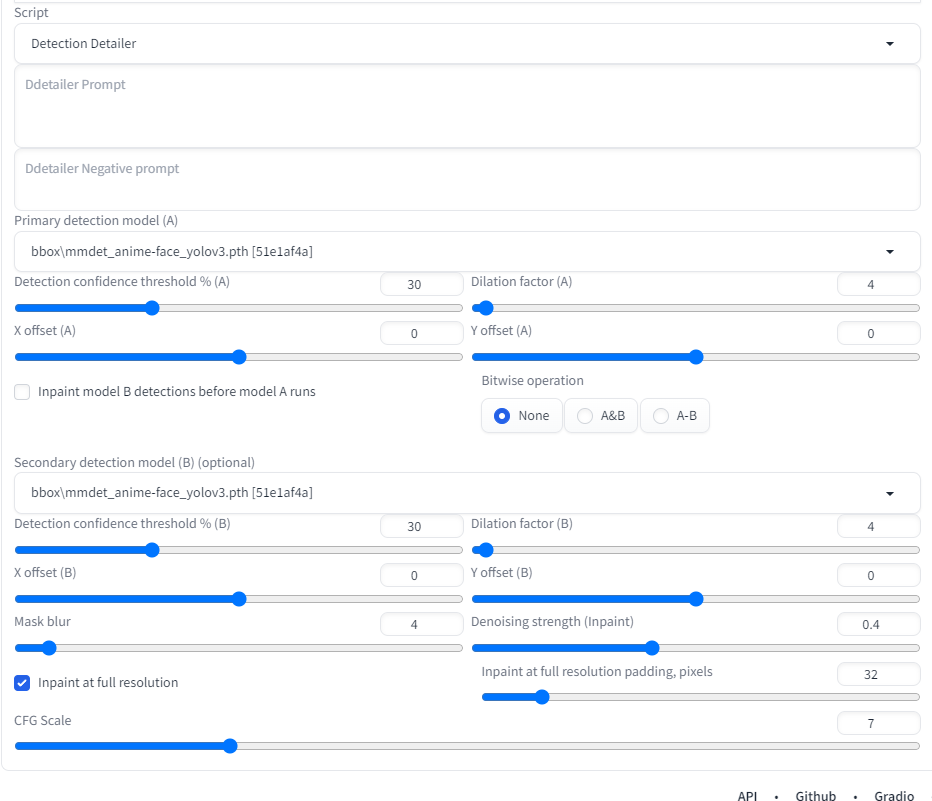 Script
Detection Detailer
Ddetailer Prompt
Ddetailer Negative prompt
Primary detection model (A)
bbox\mmdet_anime-face_yolov3.pth [51e1af4a]
Detection confidence threshold % (A) 30 Dilation factor (A) 4
X offset (A) 0 Y offset (A) 0
Bitwise operation
Inpaint model B detections before model A runs
None A&B A-B
Secondary detection model (B) (optional)
bbox\mmdet_anime-face_yolov3.pth [51e1af4a]
Detection confidence threshold % (B) 30 Dilation factor (B) 4
X offset (B) 0 Y offset (B) 0
Mask blur 4 Denoising strength (Inpaint) 0.4
Inpaint at full resolution Inpaint at full resolution padding, pixels 32
CFG Scale 7
API • Github • Gradio